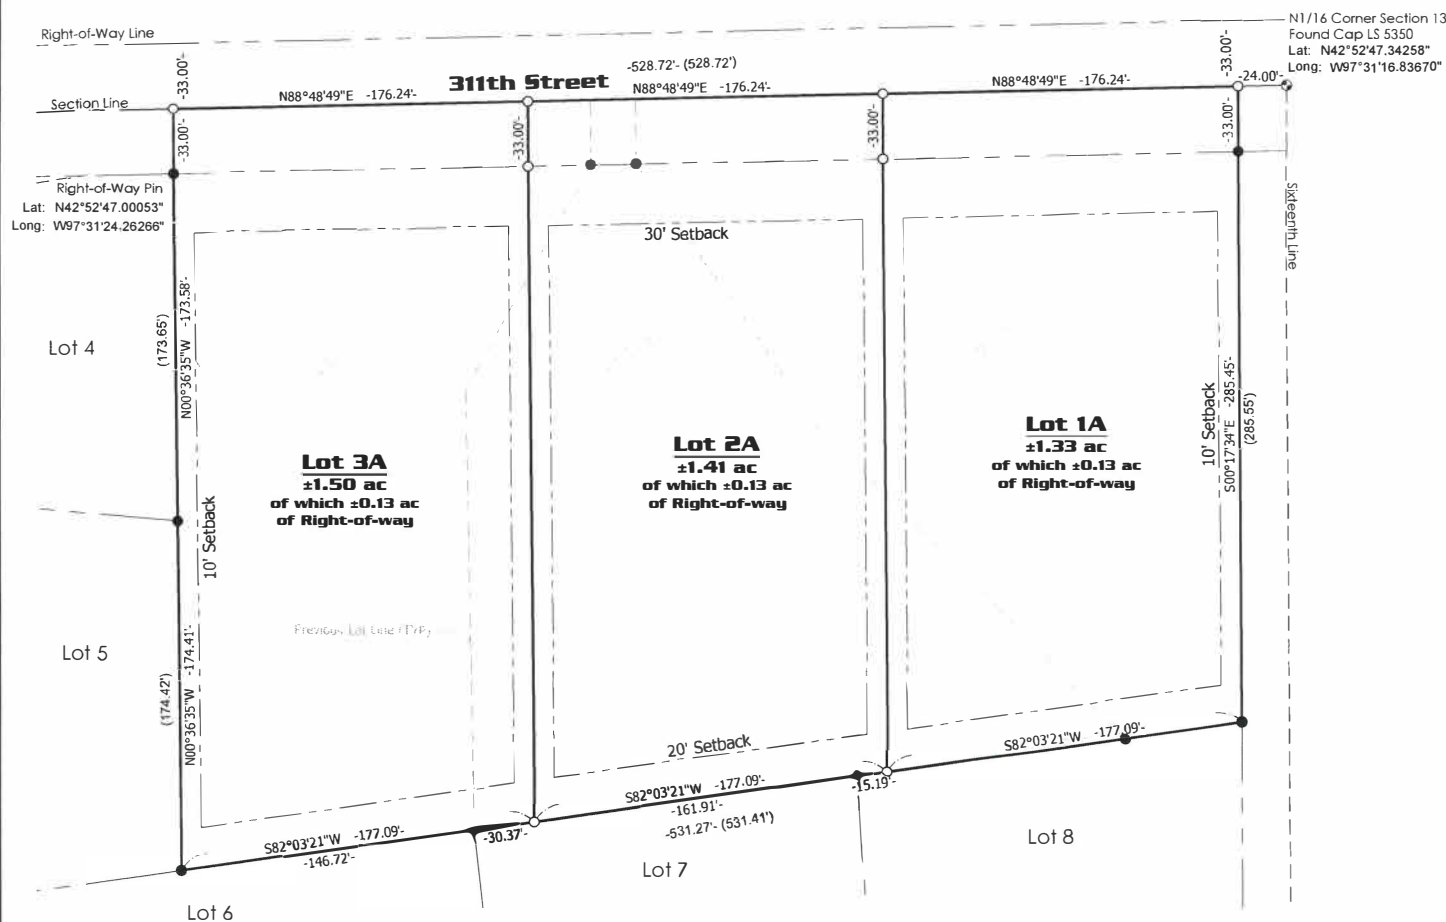 Right-of-Way Line
N1/16 Corner Section 13
Found Cap LS 5350
Lat: N42°52'47.34258"
Long: W97°31'16.83670"
-33.00'-
-33.00'-
-24.00'-
-528.72'- (528.72')
311th Street
N88°48'49"E -176.24'-
N88°48'49"E -176.24'-
N88°48'49"E -176.24'-
Section Line
-33.00'-
-33.00'-
-33.00'-
-33.00'-
Right-of-Way Pin
Lat: N42°52'47.00053"
Long: W97°31'24.26266"
Sixteenth Line
30' Setback
(173.65')
N00°36'35"W -173.58'-
Lot 4
10' Setback
S00°17'34"E -285.45'-
(285.55')
Lot 3A
±1.50 ac
of which ±0.13 ac
of Right-of-way
Lot 2A
±1.41 ac
of which ±0.13 ac
of Right-of-way
Lot 1A
±1.33 ac
of which ±0.13 ac
of Right-of-way
10' Setback
Previous Lot Line (TYP)
Lot 5
(174.42')
N00°36'35"W -174.41'-
20' Setback
S82°03'21"W -177.09'-
S82°03'21"W -177.09'-
-161.91'-
-531.27'- (531.41')
-15.19'-
S82°03'21"W -177.09'-
-146.72'-
-30.37'-
Lot 6
Lot 7
Lot 8